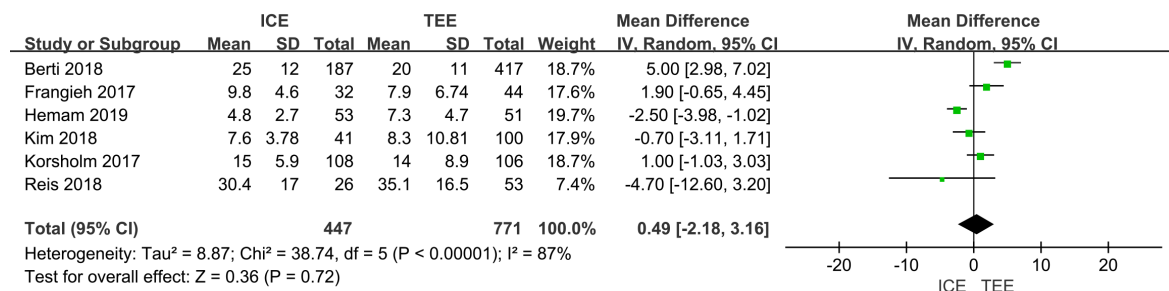 ICE TEE Mean Difference Mean Difference
Study or Subgroup Mean SD Total Mean SD Total Weight IV, Random, 95% CI IV, Random, 95% CI
Berti 2018 25 12 187 20 11 417 18.7% 5.00 [2.98, 7.02]
Frangieh 2017 9.8 4.6 32 7.9 6.74 44 17.6% 1.90 [-0.65, 4.45]
Hemam 2019 4.8 2.7 53 7.3 4.7 51 19.7% -2.50 [-3.98, -1.02]
Kim 2018 7.6 3.78 41 8.3 10.81 100 17.9% -0.70 [-3.11, 1.71]
Korsholm 2017 15 5.9 108 14 8.9 106 18.7% 1.00 [-1.03, 3.03]
Reis 2018 30.4 17 26 35.1 16.5 53 7.4% -4.70 [-12.60, 3.20]
Total (95% CI) 447 771 100.0% 0.49 [-2.18, 3.16]
Heterogeneity: Tau² = 8.87; Chi² = 38.74, df = 5 (P < 0.00001); I² = 87%
Test for overall effect: Z = 0.36 (P = 0.72)
-20 -10 0 10 20
ICE TEE